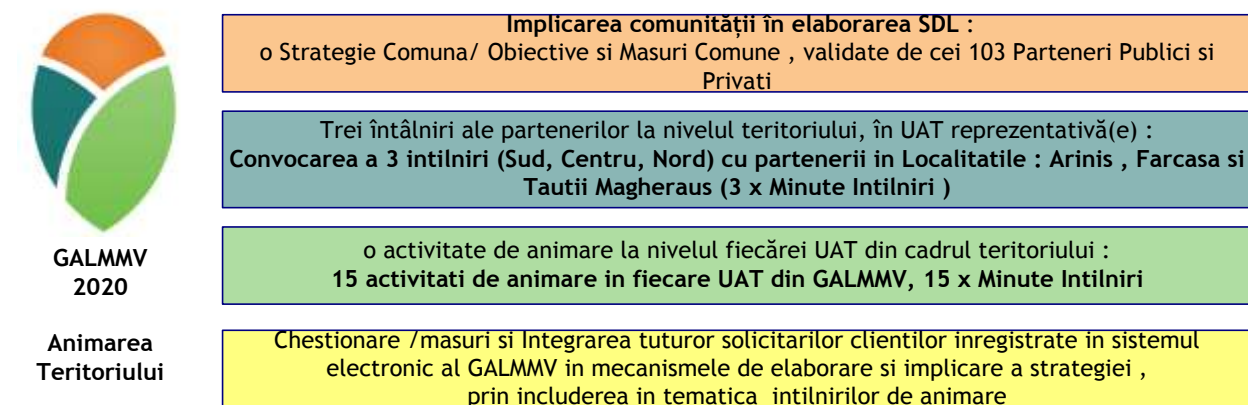 Implicarea comunității în elaborarea SDL :
o Strategie Comuna/ Obiective si Masuri Comune , validate de cei 103 Parteneri Publici si
Privati
Trei întâlniri ale partenerilor la nivelul teritoriului, în UAT reprezentativă(e) :
Convocarea a 3 intilniri (Sud, Centru, Nord) cu partenerii in Localitatile : Arinis , Farcasa si
Tautii Magheraus (3 x Minute Intilniri )
GALMMV
2020
o activitate de animare la nivelul fiecărei UAT din cadrul teritoriului :
15 activitati de animare in fiecare UAT din GALMMV, 15 x Minute Intilniri
Animarea
Teritoriului
Chestionare /masuri si Integrarea tuturor solicitarilor clientilor inregistrate in sistemul
electronic al GALMMV in mecanismele de elaborare si implicare a strategiei ,
prin includerea in tematica intilnirilor de animare